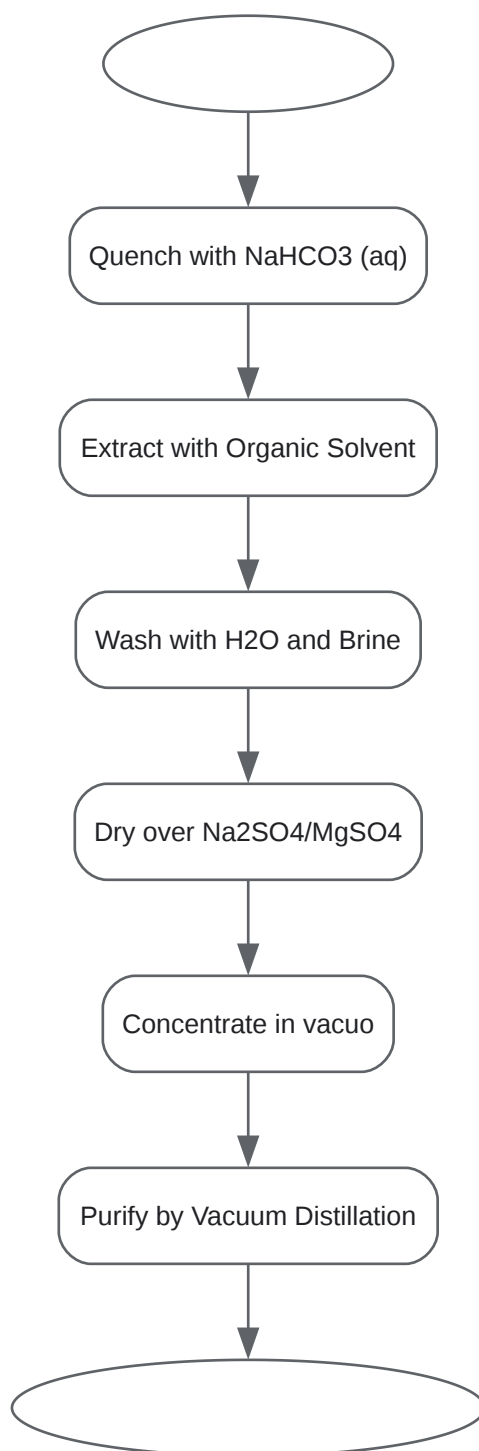 Quench with NaHCO3 (aq)
Extract with Organic Solvent
Wash with H2O and Brine
Dry over Na2SO4/MgSO4
Concentrate in vacuo
Purify by Vacuum Distillation